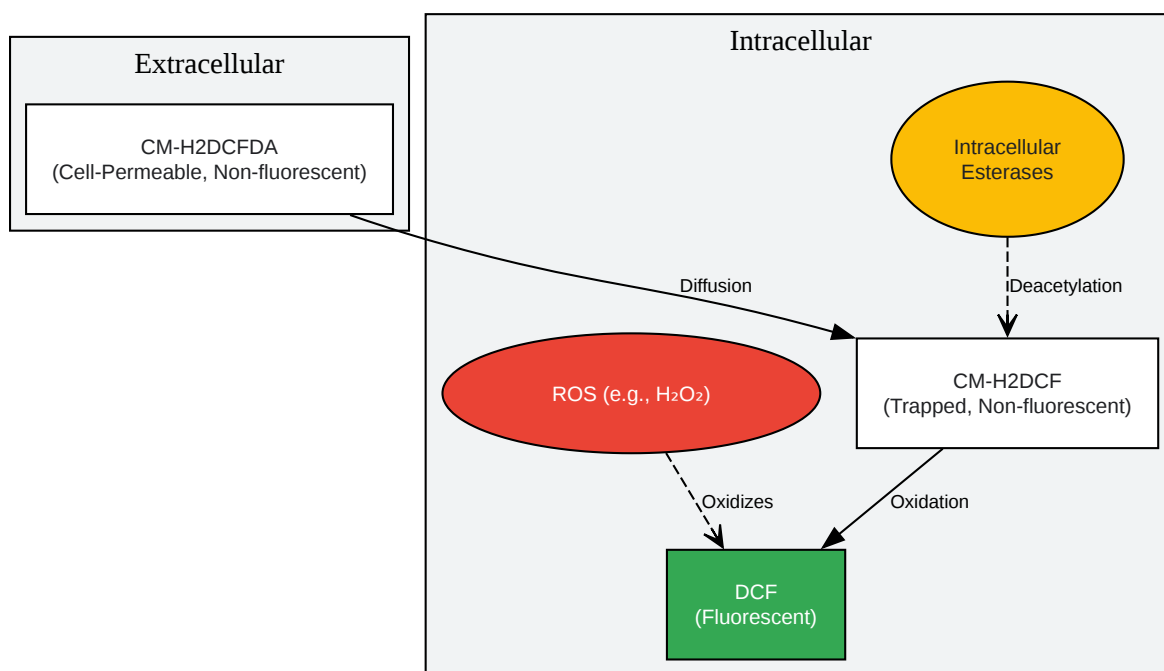 Extracellular
CM-H2DCFDA
(Cell-Permeable, Non-fluorescent)
Intracellular
Intracellular
Esterases
Diffusion
Deacetylation
ROS (e.g., H₂O₂)
CM-H2DCF
(Trapped, Non-fluorescent)
Oxidizes
Oxidation
DCF
(Fluorescent)